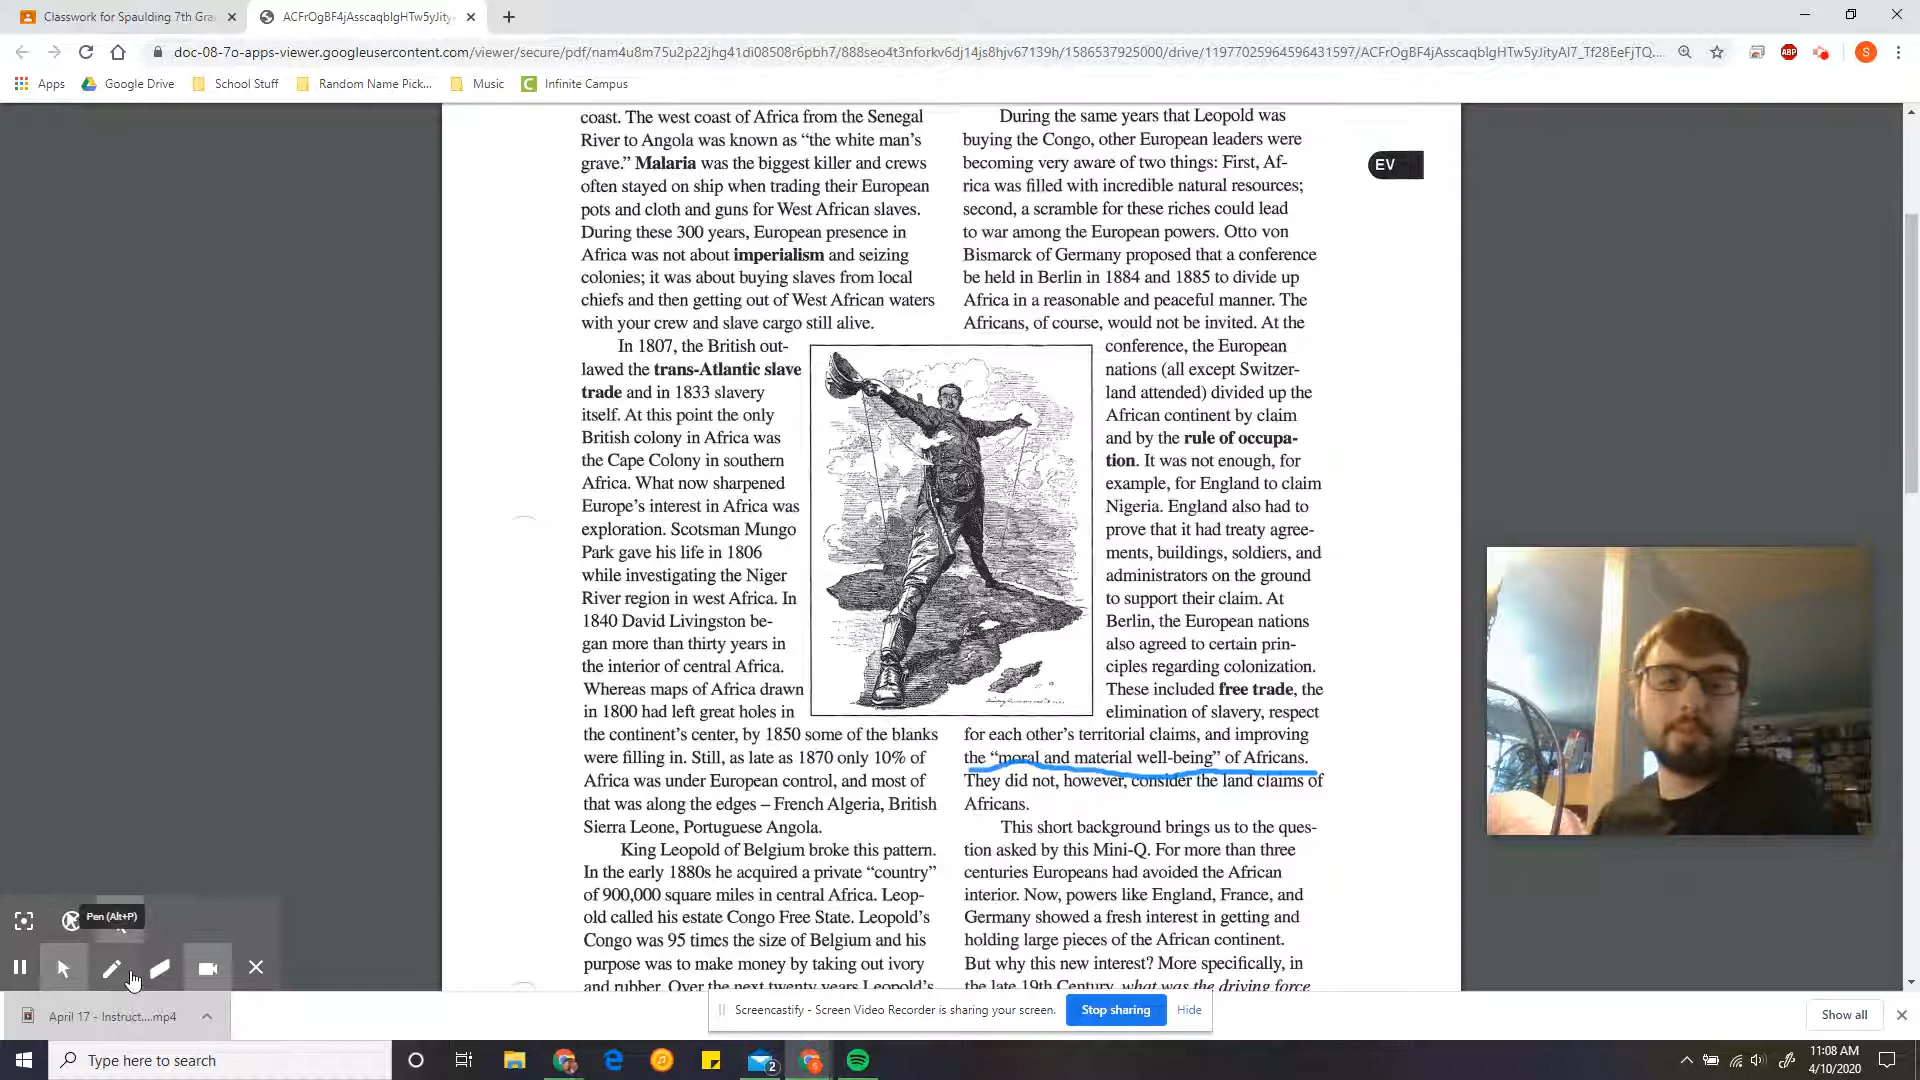 Classwork for Spaulding 7th Gra
ACFrOgBF4jAsscaqblgHTw5yJity
doc-08-7o-apps-viewer.googleusercontent.com/viewer/secure/pdf/nam4u8m75u2p22jhg41di08508r6pbh7/888seo4t3nforkv6dj14js8hjv67139h/1586537925000/drive/11977025964596431597/ACFrOgBF4jAsscaqblgHTw5yJityAl7_Tf28EeFjTQ....
ABP
S
Apps
Google Drive
School Stuff
Random Name Pick...
Music
Infinite Campus
coast. The west coast of Africa from the Senegal
River to Angola was known as “the white man’s
grave.” Malaria was the biggest killer and crews
often stayed on ship when trading their European
pots and cloth and guns for West African slaves.
During these 300 years, European presence in
Africa was not about imperialism and seizing
colonies; it was about buying slaves from local
chiefs and then getting out of West African waters
with your crew and slave cargo still alive.
In 1807, the British out-
lawed the trans-Atlantic slave
trade and in 1833 slavery
itself. At this point the only
British colony in Africa was
the Cape Colony in southern
Africa. What now sharpened
Europe’s interest in Africa was
exploration. Scotsman Mungo
Park gave his life in 1806
while investigating the Niger
River region in west Africa. In
1840 David Livingston be-
gan more than thirty years in
the interior of central Africa.
Whereas maps of Africa drawn
in 1800 had left great holes in
the continent’s center, by 1850 some of the blanks
were filling in. Still, as late as 1870 only 10% of
Africa was under European control, and most of
that was along the edges – French Algeria, British
Sierra Leone, Portuguese Angola.
King Leopold of Belgium broke this pattern.
In the early 1880s he acquired a private “country”
of 900,000 square miles in central Africa. Leop-
old called his estate Congo Free State. Leopold’s
Congo was 95 times the size of Belgium and his
purpose was to make money by taking out ivory
and rubber. Over the next twenty years Leopold’s
During the same years that Leopold was
buying the Congo, other European leaders were
becoming very aware of two things: First, Af-
rica was filled with incredible natural resources;
second, a scramble for these riches could lead
to war among the European powers. Otto von
Bismarck of Germany proposed that a conference
be held in Berlin in 1884 and 1885 to divide up
Africa in a reasonable and peaceful manner. The
Africans, of course, would not be invited. At the
conference, the European
nations (all except Switzer-
land attended) divided up the
African continent by claim
and by the rule of occupa-
tion. It was not enough, for
example, for England to claim
Nigeria. England also had to
prove that it had treaty agree-
ments, buildings, soldiers, and
administrators on the ground
to support their claim. At
Berlin, the European nations
also agreed to certain prin-
ciples regarding colonization.
These included free trade, the
elimination of slavery, respect
for each other’s territorial claims, and improving
the “moral and material well-being” of Africans.
They did not, however, consider the land claims of
Africans.
This short background brings us to the ques-
tion asked by this Mini-Q. For more than three
centuries Europeans had avoided the African
interior. Now, powers like England, France, and
Germany showed a fresh interest in getting and
holding large pieces of the African continent.
But why this new interest? More specifically, in
the late 19th Century, what was the driving force
EV
Pen (Alt+P)
April 17 - Instruct....mp4
Screencastify - Screen Video Recorder is sharing your screen.
Stop sharing
Hide
Show all
Type here to search
2
S
11:08 AM
4/10/2020